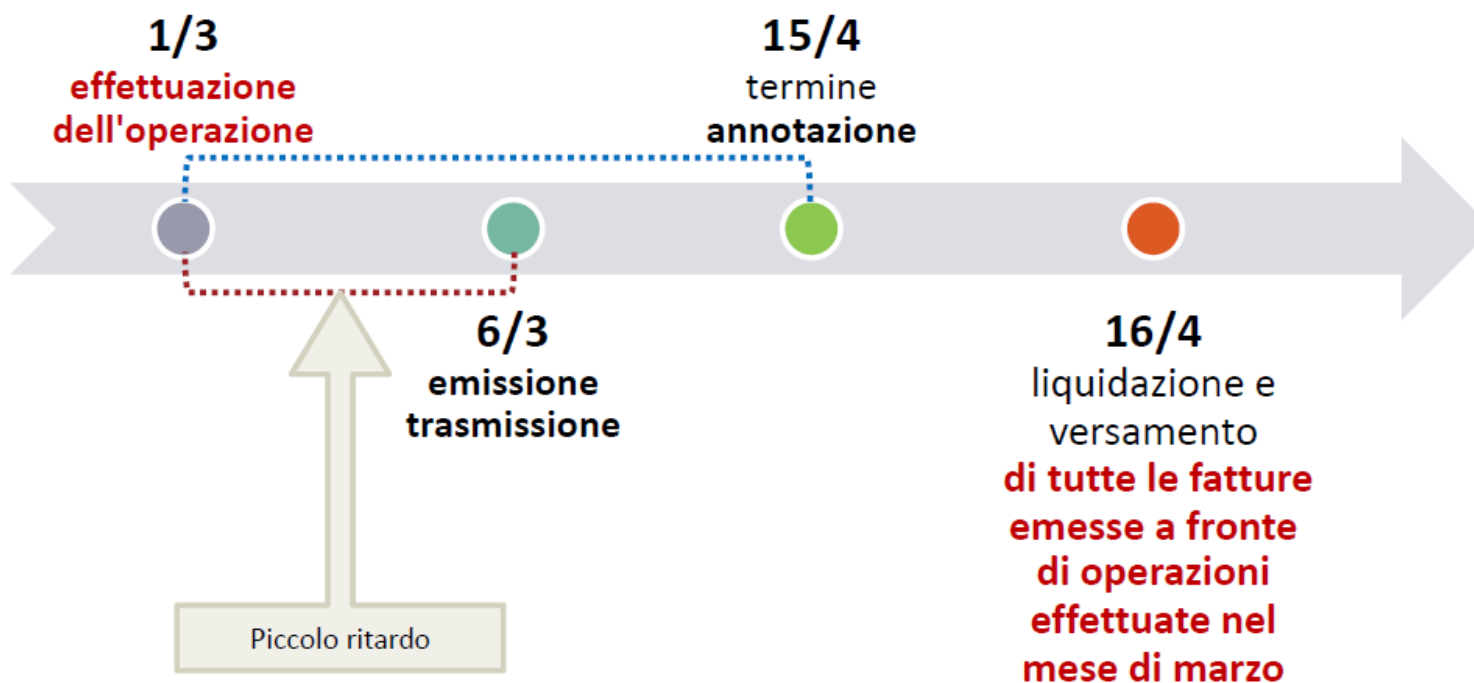 1/3
effettuazione
dell'operazione
15/4
termine
annotazione
6/3
emissione
trasmissione
16/4
liquidazione e
versamento
di tutte le fatture
emesse a fronte
di operazioni
effettuate nel
mese di marzo
Piccolo ritardo